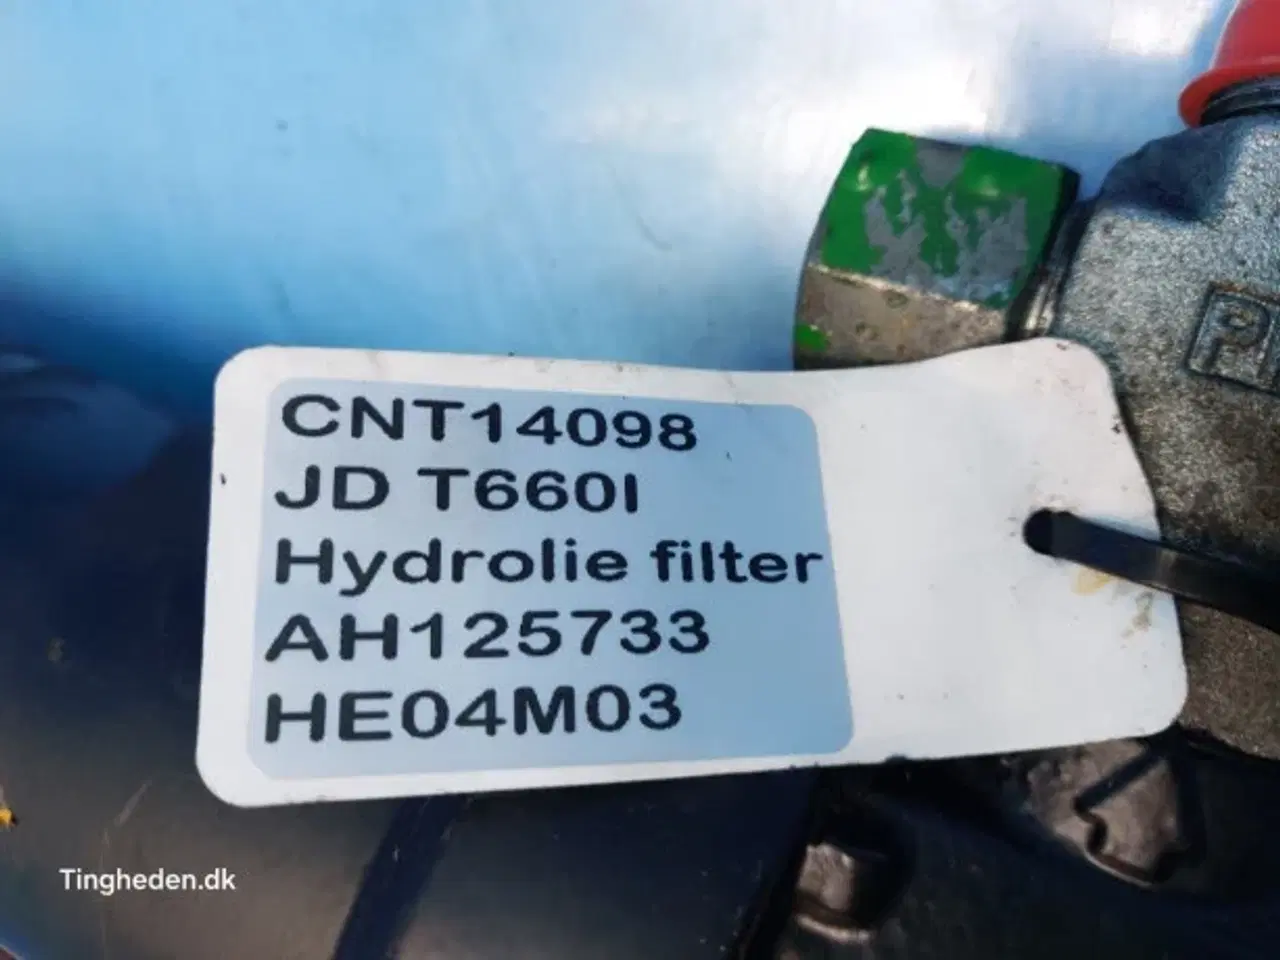 CNT14098
JD T660I
Hydrolie filter
AH125733
HE04M03
Tingheden.dk